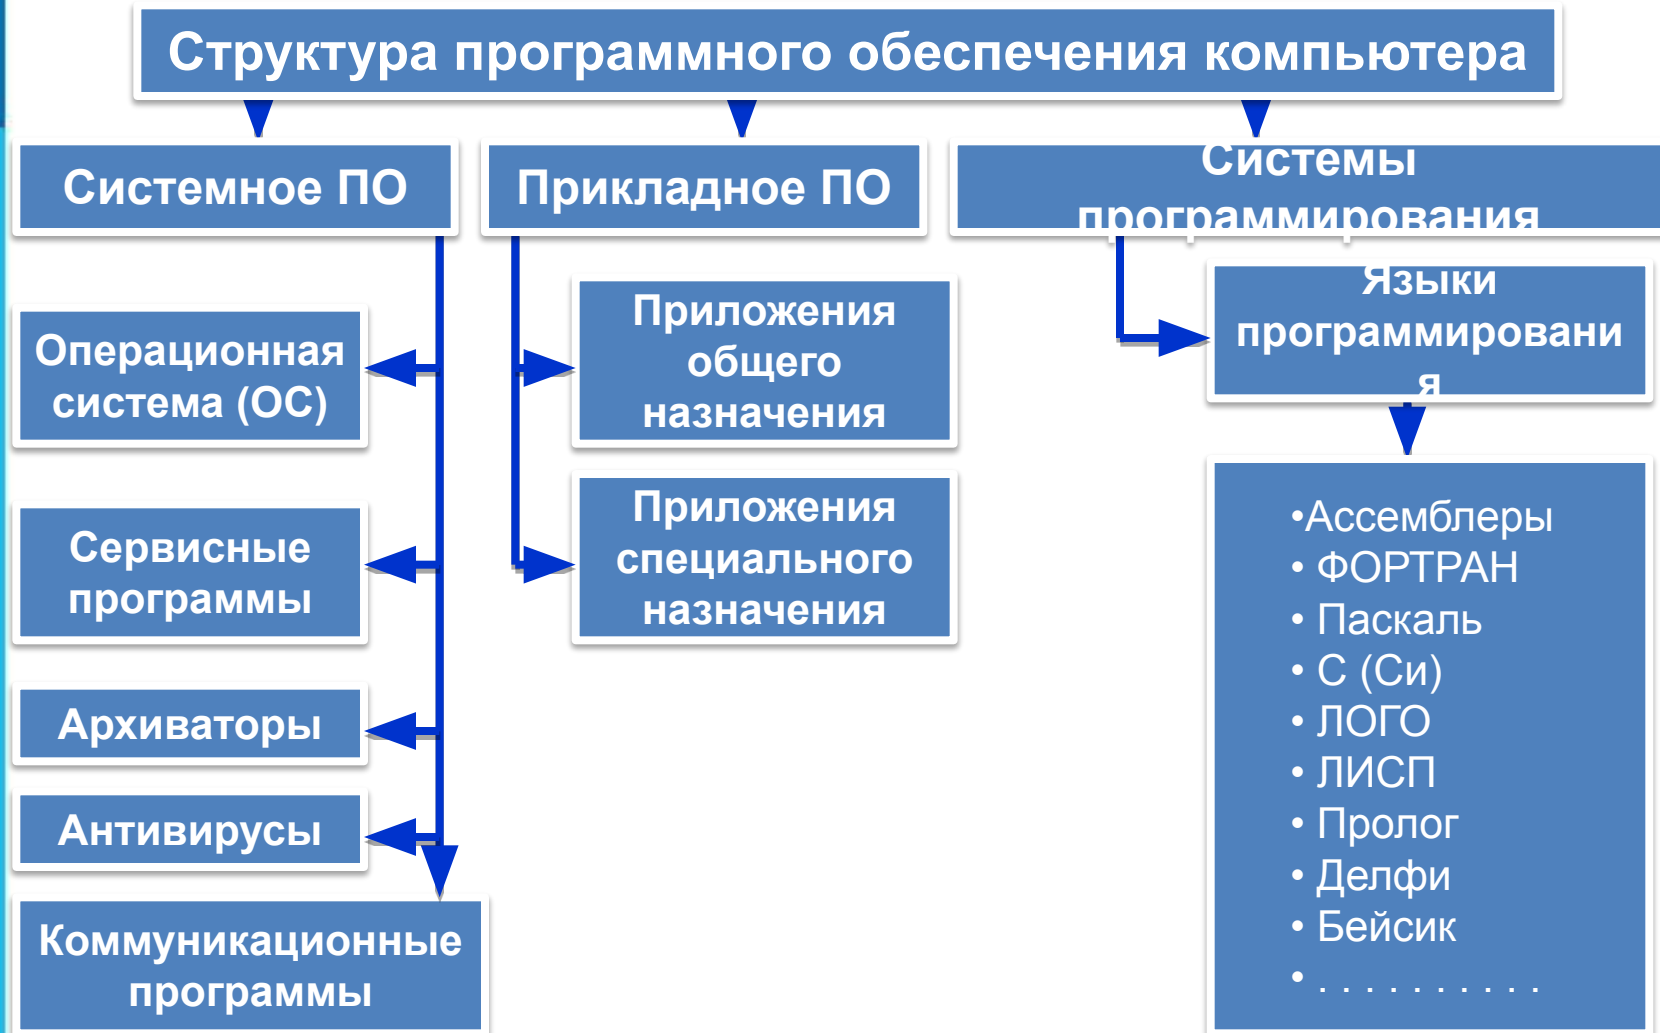 Структура программного обеспечения компьютера
Системное ПО
Прикладное ПО
Системы
программирования
Операционная
система (ОС)
Сервисные
программы
Архиваторы
Антивирусы
Коммуникационные
программы
Приложения
общего
назначения
Приложения
специального
назначения
Языки
программировани
я
•Ассемблеры
• ФОРТРАН
• Паскаль
• С (Си)
• ЛОГО
• ЛИСП
• Пролог
• Делфи
• Бейсик
• . . . . . . . . . .